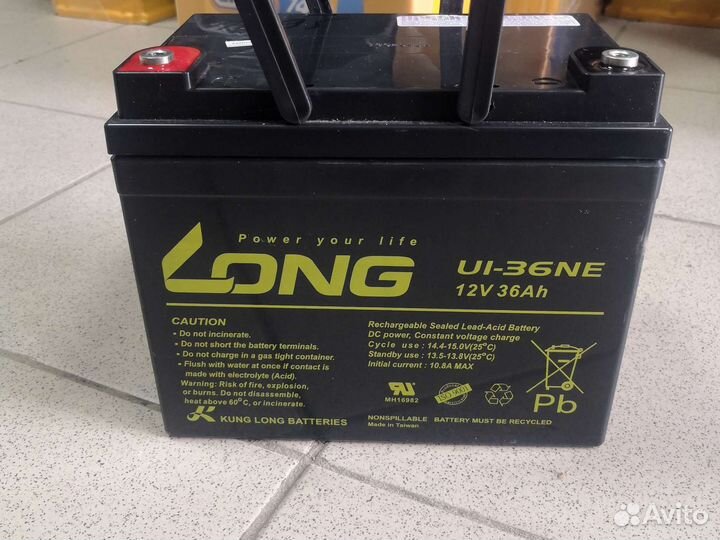 Power your life
LONG
UI-36NE
12V 36Ah
CAUTION
• Do not incinerate.
• Do not short the battery terminals.
• Do not charge in a gas tight container.
• Flush with water at once if contact is
made with electrolyte (Acid).
Warning: Risk of fire, explosion,
or burns. Do not disassemble,
heat above 60°C, or incinerate.
KUNG LONG BATTERIES
Rechargeable Sealed Lead-Acid Battery
DC power, Constant voltage charge
Cycle use : 14.4-15.0V(25°C)
Standby use : 13.5-13.8V(25°C)
Initial current : 10.8A MAX
MH16982
ISO 9001
Pb
NONSPILLABLE BATTERY MUST BE RECYCLED
Made in Taiwan
Avito